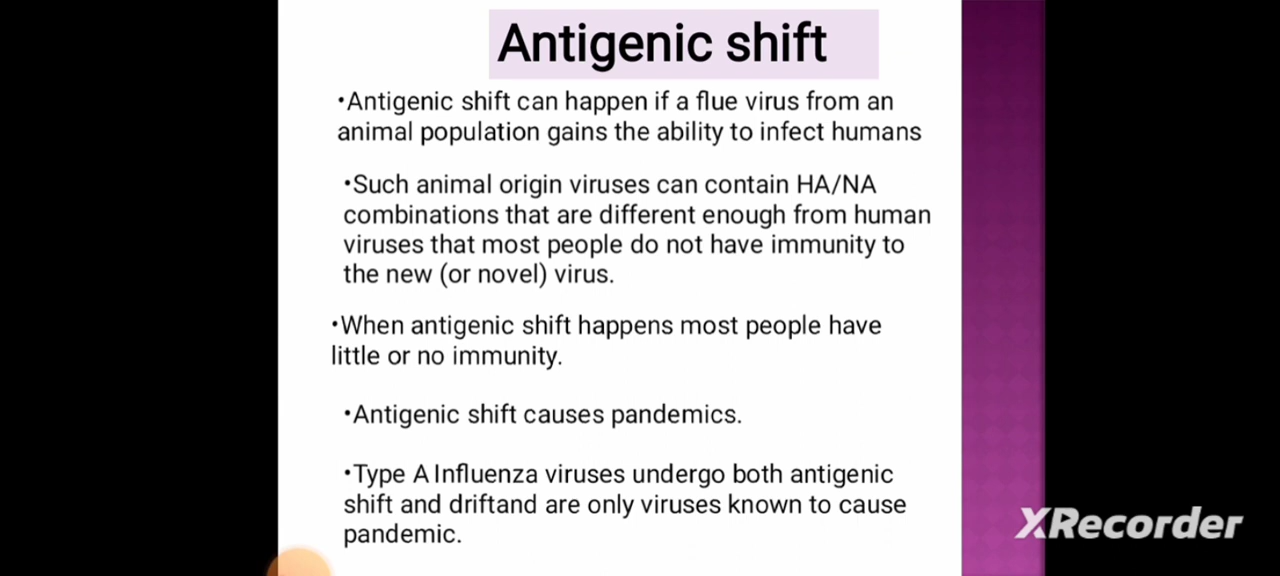 Antigenic shift
•Antigenic shift can happen if a flue virus from an
animal population gains the ability to infect humans
•Such animal origin viruses can contain HA/NA
combinations that are different enough from human
viruses that most people do not have immunity to
the new (or novel) virus.
•When antigenic shift happens most people have
little or no immunity.
•Antigenic shift causes pandemics.
•Type A Influenza viruses undergo both antigenic
shift and driftand are only viruses known to cause
pandemic.
XRecorder